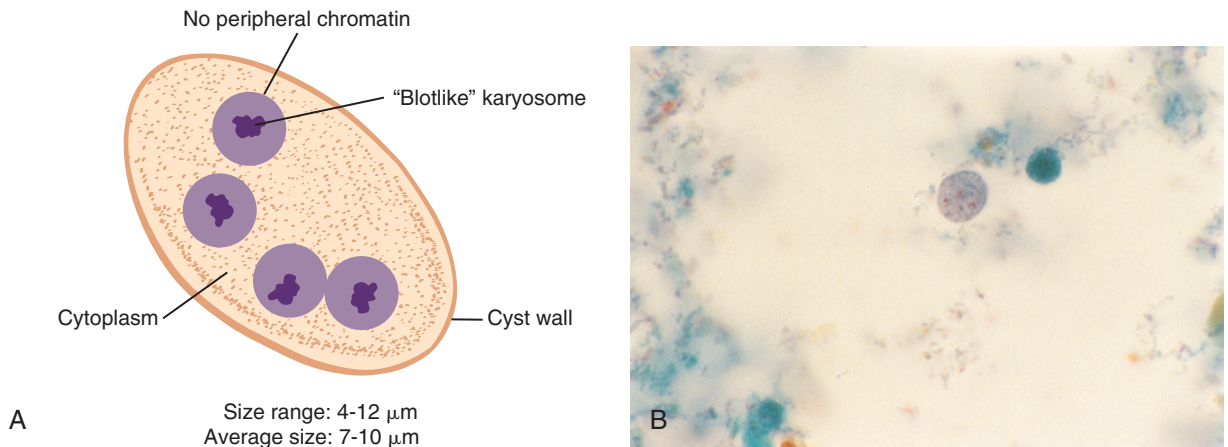 No peripheral chromatin
“Blotlike” karyosome
Cytoplasm
Cyst wall
A
Size range: 4-12 μm
Average size: 7-10 μm
B